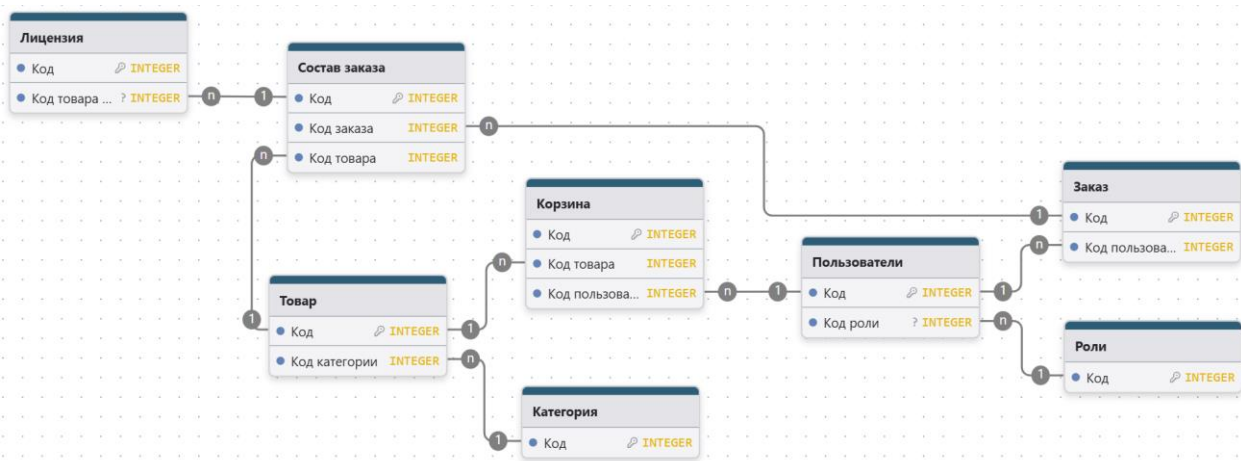 Лицензия
Код INTEGER
n 1
Код товара ... ? INTEGER
Состав заказа
Код INTEGER
Код заказа INTEGER
n
n
Код товара INTEGER
Корзина
Код INTEGER
n
Код товара INTEGER
Код пользова... INTEGER
n 1
Пользователи
Код INTEGER
1
Код роли ? INTEGER
n
Заказ
1
Код INTEGER
n
Код пользова... INTEGER
Товар
1
Код INTEGER
1
Код категории INTEGER
n
Роли
1
Код INTEGER
Категория
1
Код INTEGER